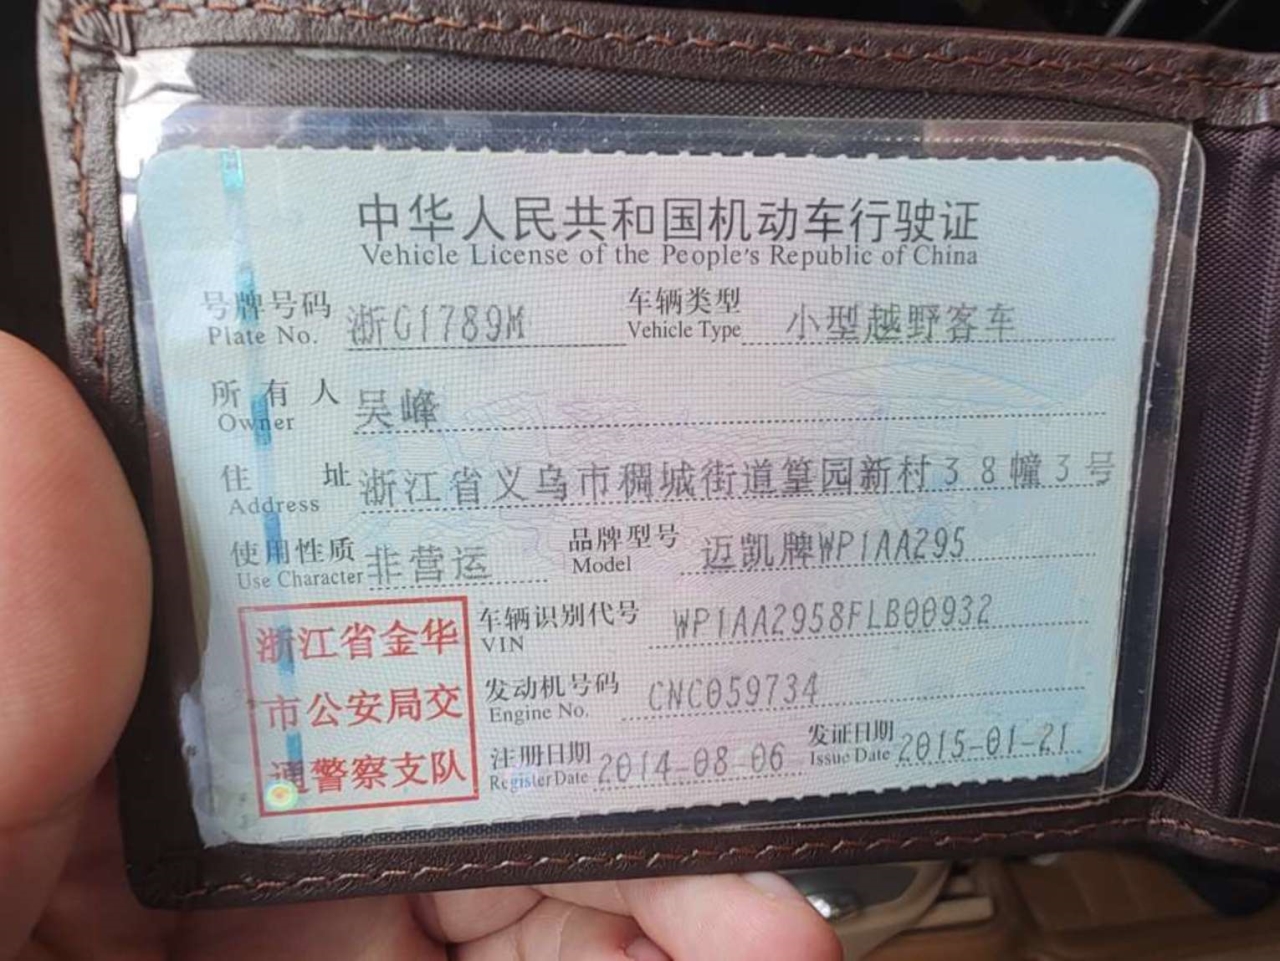 中华人民共和国机动车行驶证
Vehicle License of the People's Republic of China
号牌号码 浙G1789M 车辆类型 小型越野客车
Plate No. Vehicle Type
所有人 吴峰
Owner
住址 浙江省义乌市稠城街道篁园新村38幢3号
Address
使用性质 非营运 品牌型号 迈凯牌WP1AA295
Use Character Model
车辆识别代号 WP1AA2958FLB00932
VIN
发动机号码 CNC059734
Engine No.
注册日期 2014-08-06 发证日期 2015-01-21
Register Date Issue Date
浙江省金华
市公安局交
通警察支队